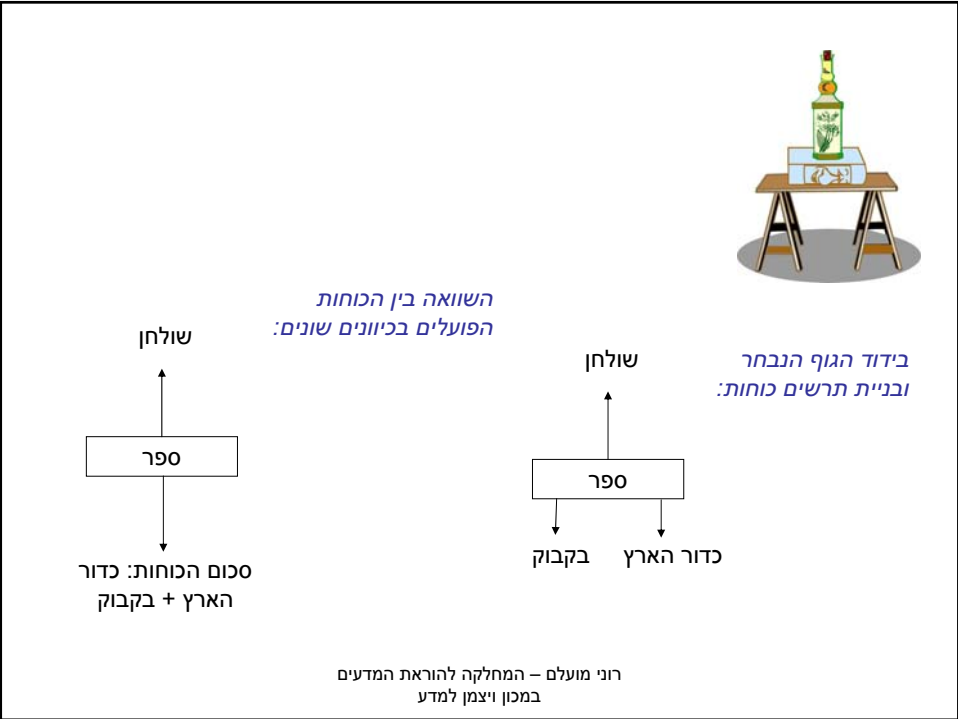 בידוד הגוף הנבחר
ובניית תרשים כוחות:
שולחן
ספר
כדור הארץ
בקבוק
השוואה בין הכוחות
הפועלים בכיוונים שונים:
שולחן
ספר
סכום הכוחות: כדור
הארץ + בקבוק
רוני מועלם – המחלקה להוראת המדעים
במכון ויצמן למדע